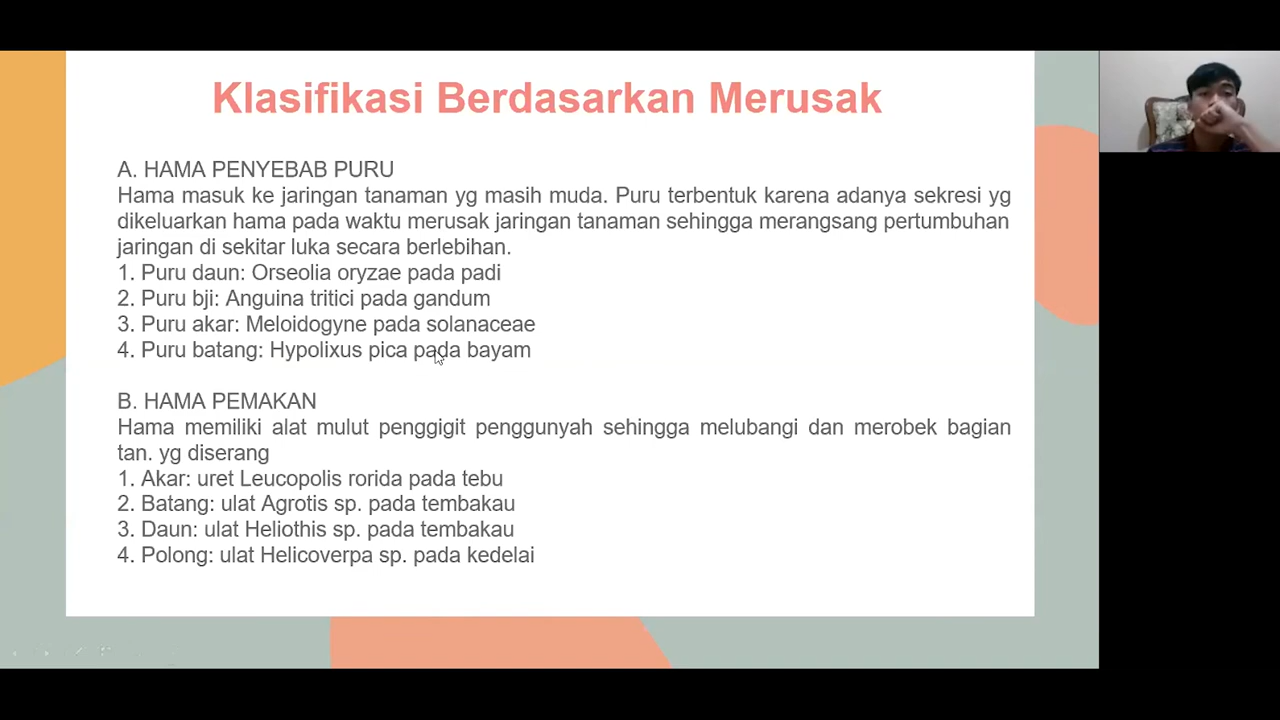 Klasifikasi Berdasarkan Merusak
A. HAMA PENYEBAB PURU
Hama masuk ke jaringan tanaman yg masih muda. Puru terbentuk karena adanya sekresi yg
dikeluarkan hama pada waktu merusak jaringan tanaman sehingga merangsang pertumbuhan
jaringan di sekitar luka secara berlebihan.
1. Puru daun: Orseolia oryzae pada padi
2. Puru bji: Anguina tritici pada gandum
3. Puru akar: Meloidogyne pada solanaceae
4. Puru batang: Hypolixus pica pada bayam
B. HAMA PEMAKAN
Hama memiliki alat mulut penggigit penggunyah sehingga melubangi dan merobek bagian
tan. yg diserang
1. Akar: uret Leucopolis rorida pada tebu
2. Batang: ulat Agrotis sp. pada tembakau
3. Daun: ulat Heliothis sp. pada tembakau
4. Polong: ulat Helicoverpa sp. pada kedelai